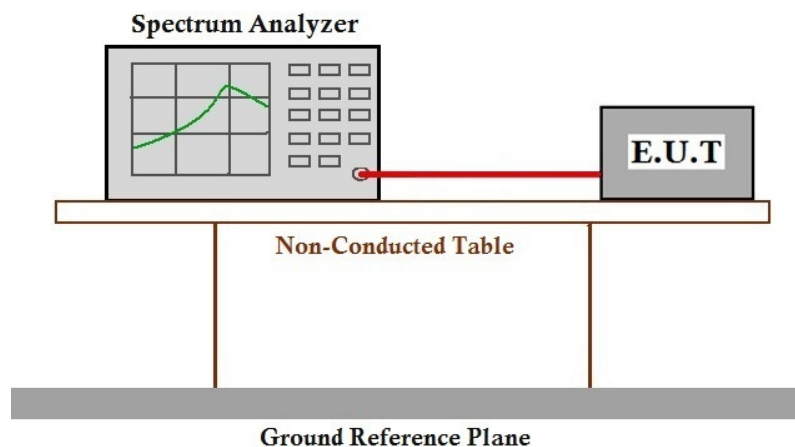 Spectrum Analyzer
E.U.T
Non-Conducted Table
Ground Reference Plane